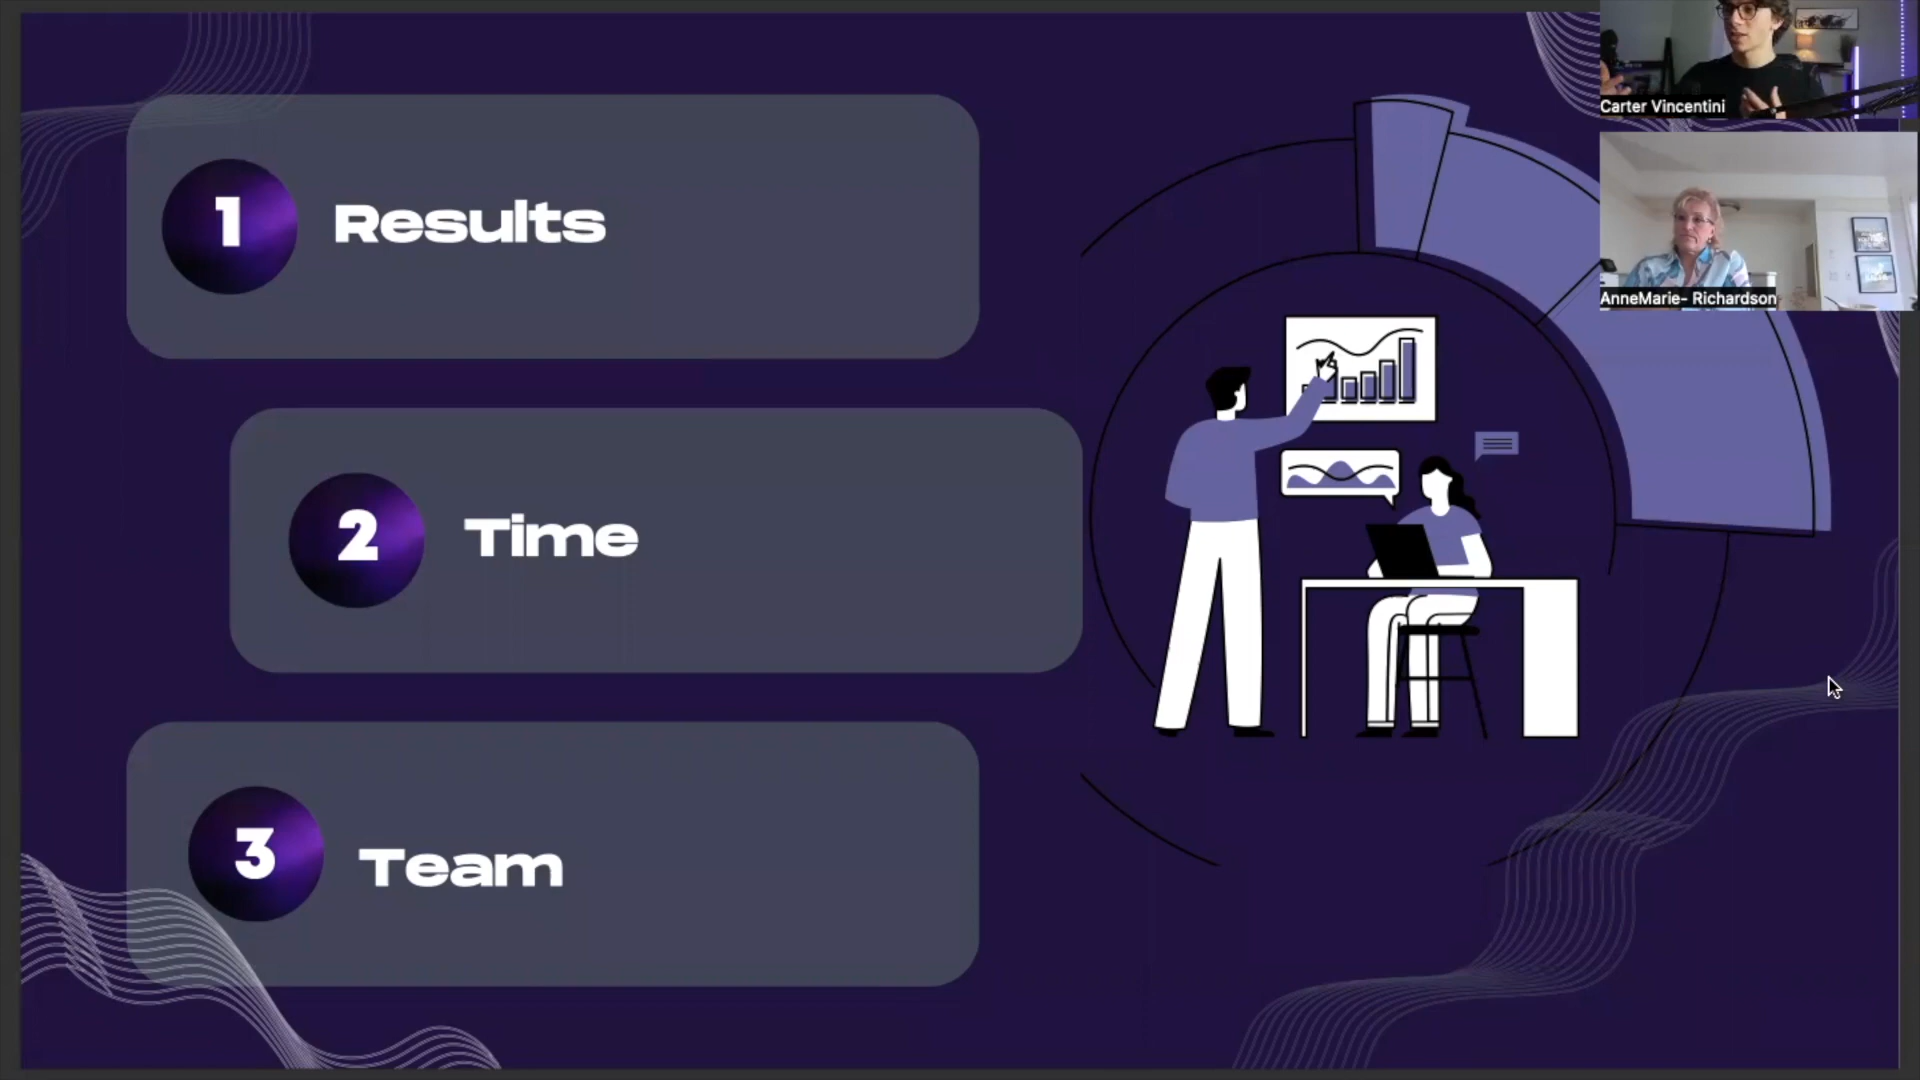 1
Results
2
Time
3
Team
Carter Vincentini
AnneMarie- Richardson